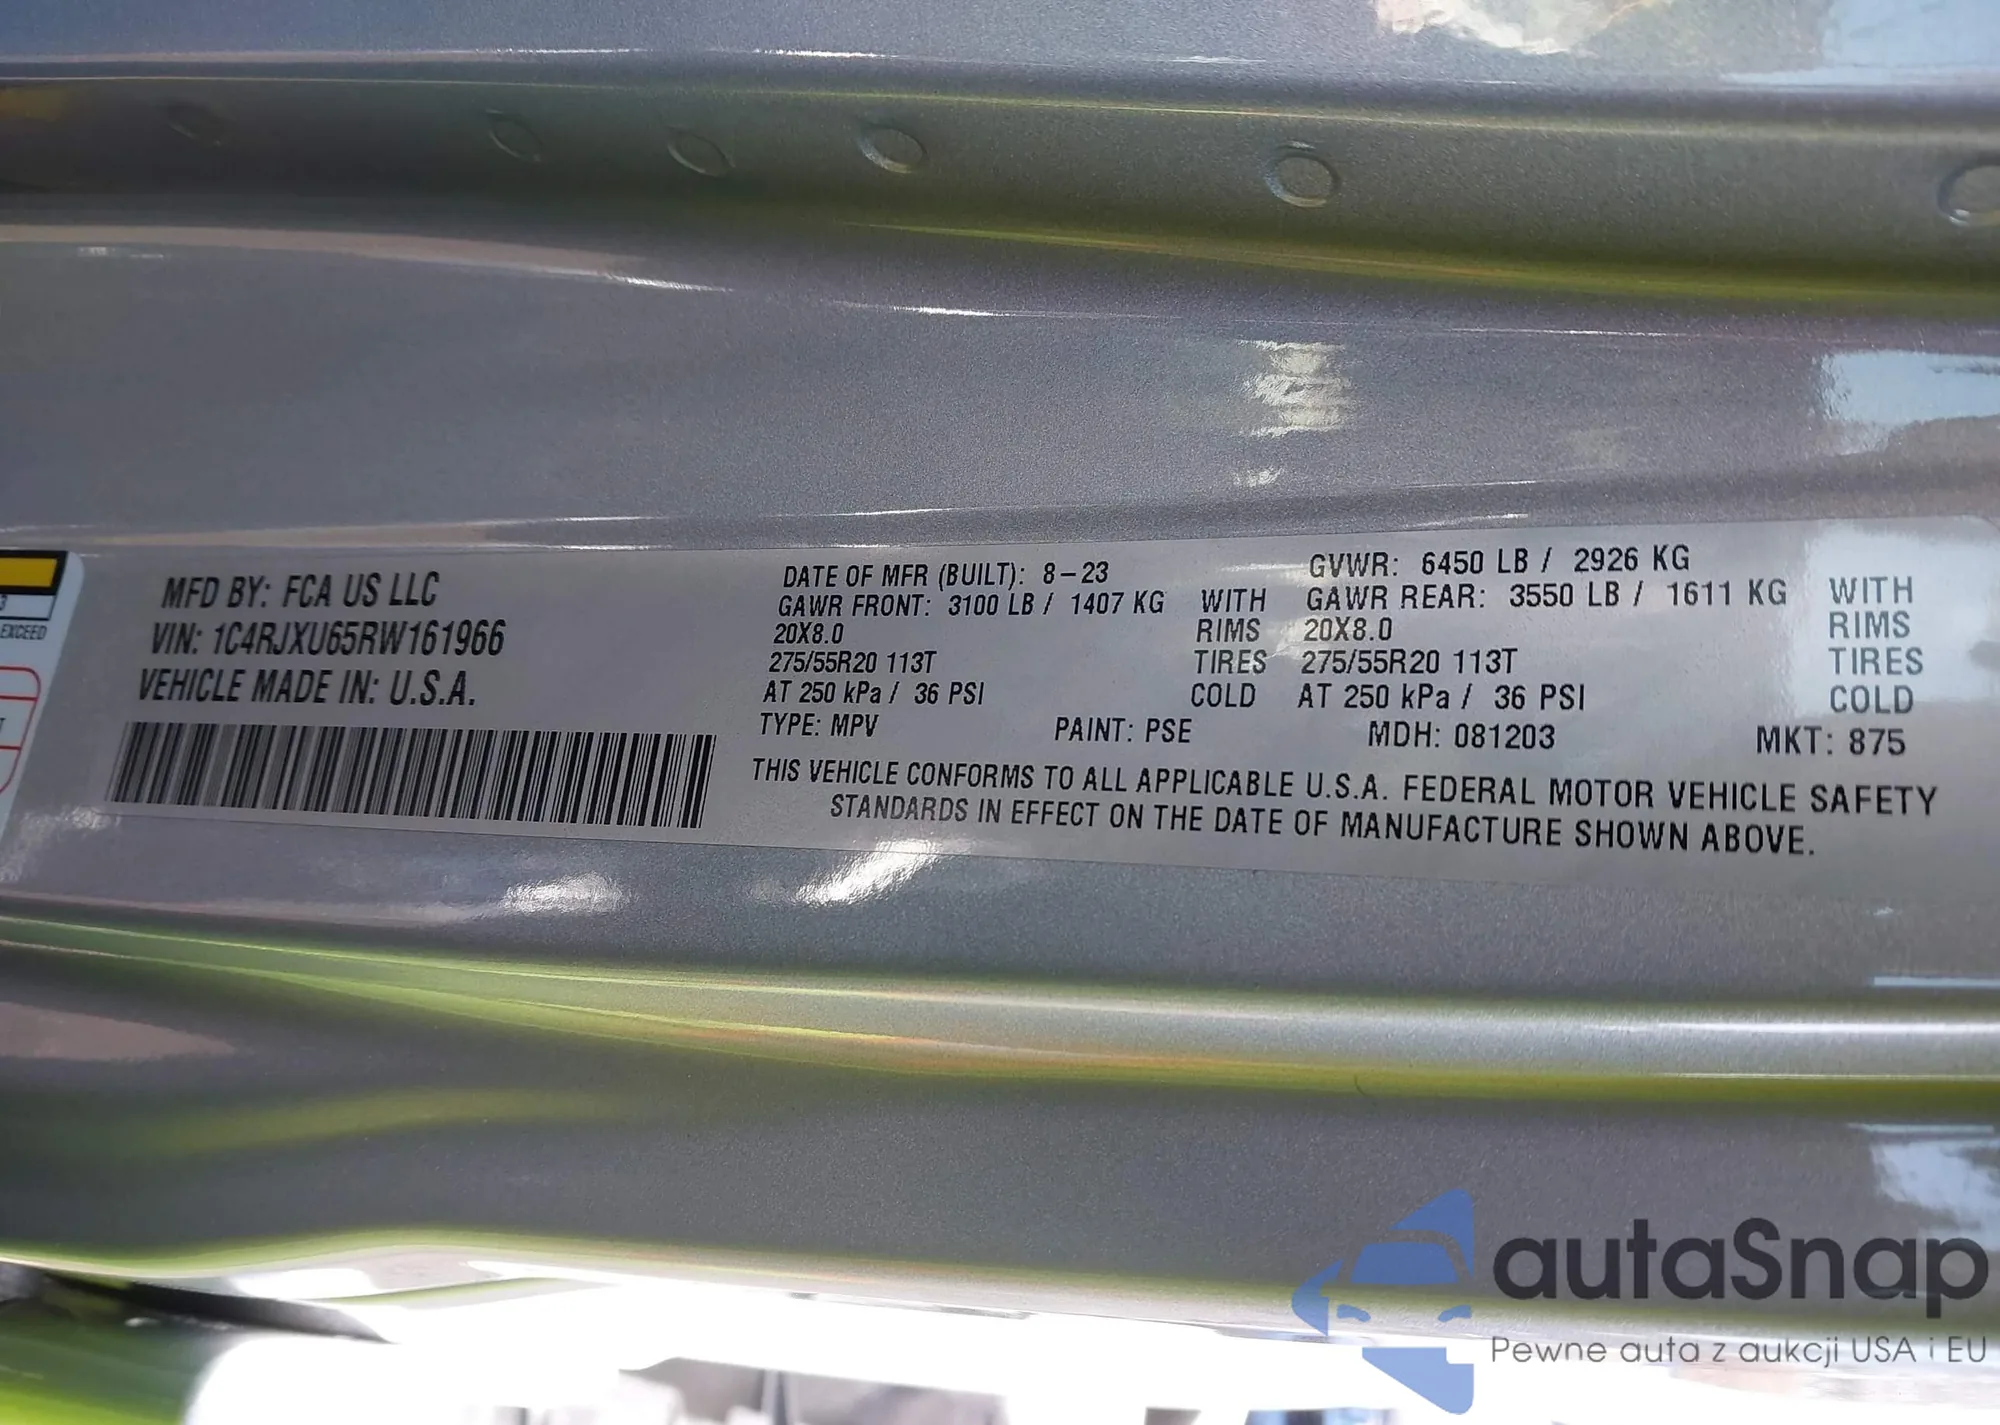 MFD BY: FCA US LLC
VIN: 1C4RJXU65RW161966
VEHICLE MADE IN: U.S.A.
DATE OF MFR (BUILT): 8-23 GVWR: 6450 LB / 2926 KG
GAWR FRONT: 3100 LB / 1407 KG WITH GAWR REAR: 3550 LB / 1611 KG WITH
20X8.0 RIMS 20X8.0 RIMS
275/55R20 113T TIRES 275/55R20 113T TIRES
AT 250 kPa / 36 PSI COLD AT 250 kPa / 36 PSI COLD
TYPE: MPV PAINT: PSE MDH: 081203 MKT: 875
THIS VEHICLE CONFORMS TO ALL APPLICABLE U.S.A. FEDERAL MOTOR VEHICLE SAFETY
STANDARDS IN EFFECT ON THE DATE OF MANUFACTURE SHOWN ABOVE.
EXCEED
autaSnap
Pewne auta z aukcji USA i EU